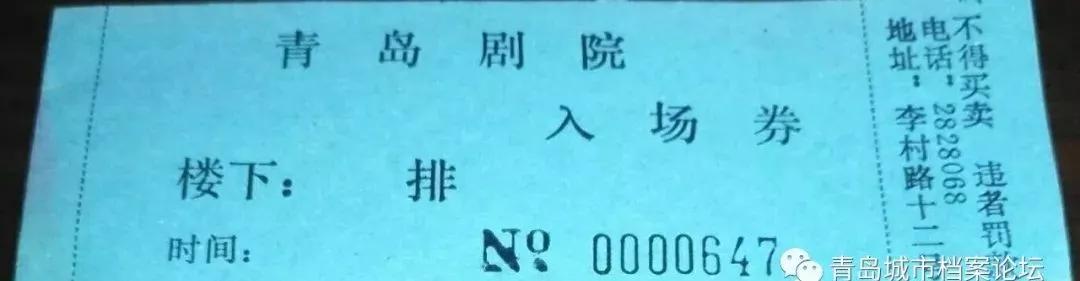 青岛剧院
入场券
楼下： 排
时间： № 0000647
不得买卖 违者罚
电话：2828068
地址：李村路十二
青岛城市档案论坛